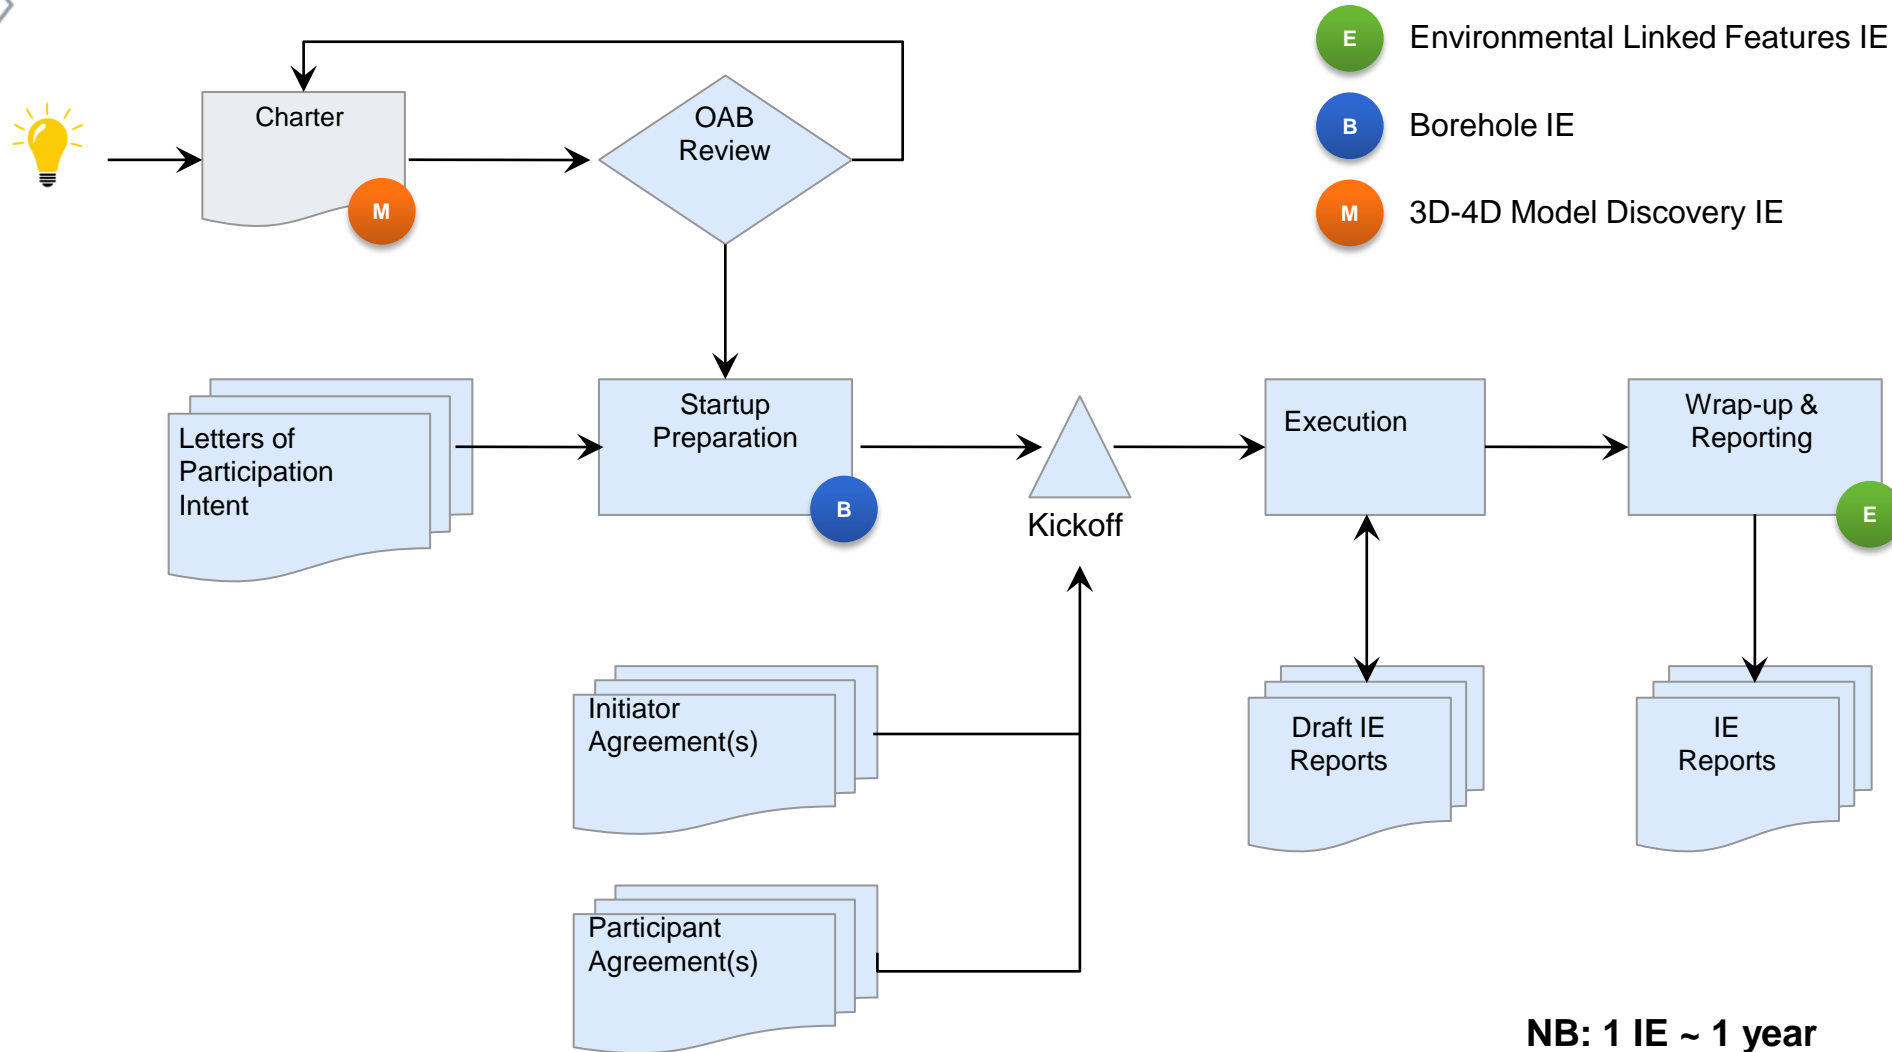 E
Environmental Linked Features IE
B
Borehole IE
M
3D-4D Model Discovery IE
Charter
M
OAB
Review
Letters of
Participation
Intent
Startup
Preparation
B
Kickoff
Execution
Wrap-up &
Reporting
E
Initiator
Agreement(s)
Draft IE
Reports
IE
Reports
Participant
Agreement(s)
NB: 1 IE ~ 1 year